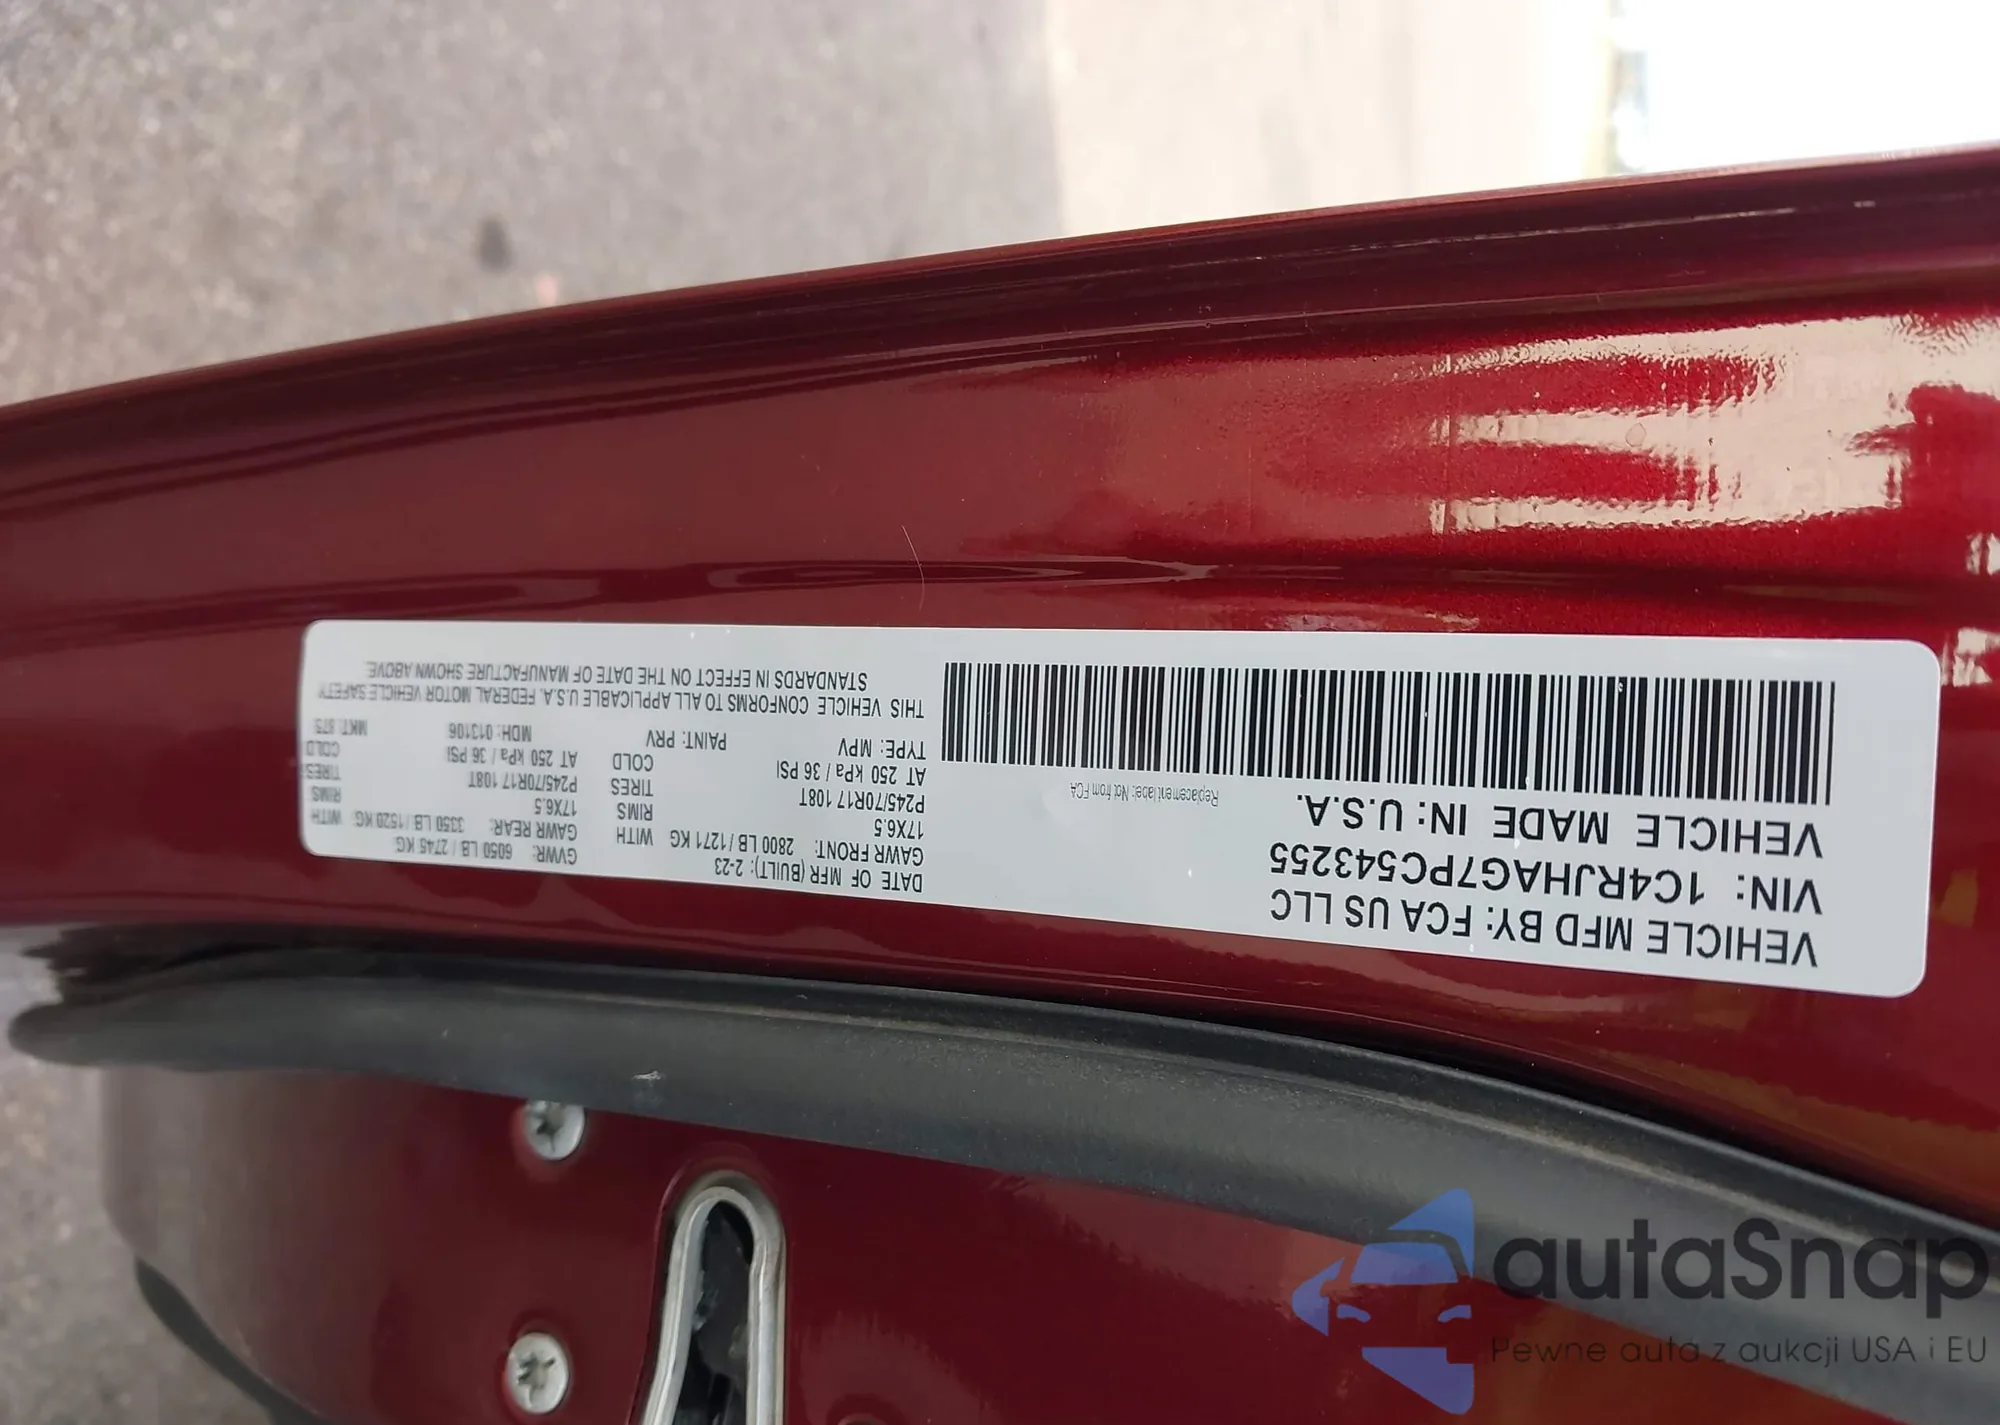 VEHICLE MFD BY: FCA US LLC
VIN: 1C4RJHAG7PC543255
VEHICLE MADE IN: U.S.A.
Replacement label: Not from FCA
DATE OF MFR (BUILT): 2-23 GVWR: 6050 LB / 2745 KG
GAWR FRONT: 2800 LB / 1271 KG WITH GAWR REAR: 3350 LB / 1520 KG WITH
17X6.5 RIMS 17X6.5 RIMS
P245/70R17 108T TIRES P245/70R17 108T TIRES
AT 250 kPa / 36 PSI COLD AT 250 kPa / 36 PSI COLD
TYPE: MPV PAINT: PRV MDH: 013106 MKT: 875
THIS VEHICLE CONFORMS TO ALL APPLICABLE U.S.A. FEDERAL MOTOR VEHICLE SAFETY
STANDARDS IN EFFECT ON THE DATE OF MANUFACTURE SHOWN ABOVE.
autaSnap
Pewne auta z aukcji USA i EU